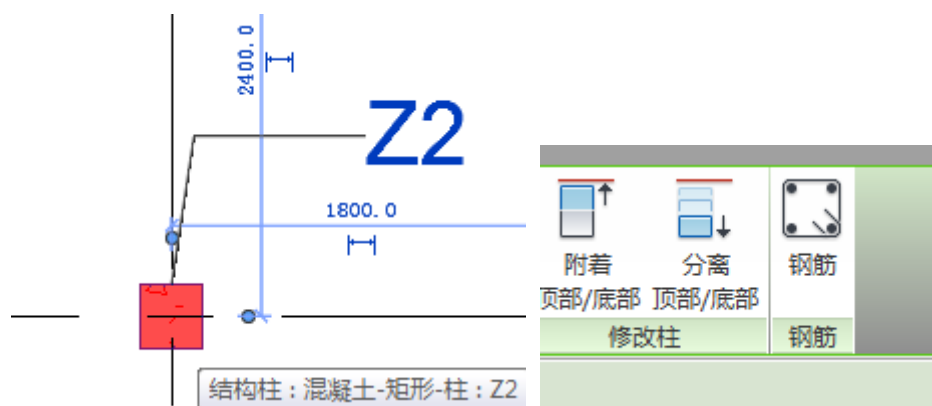 2400.0
Z2
1800.0
结构柱：混凝土-矩形-柱：Z2
附着
顶部/底部
分离
顶部/底部
钢筋
修改柱
钢筋